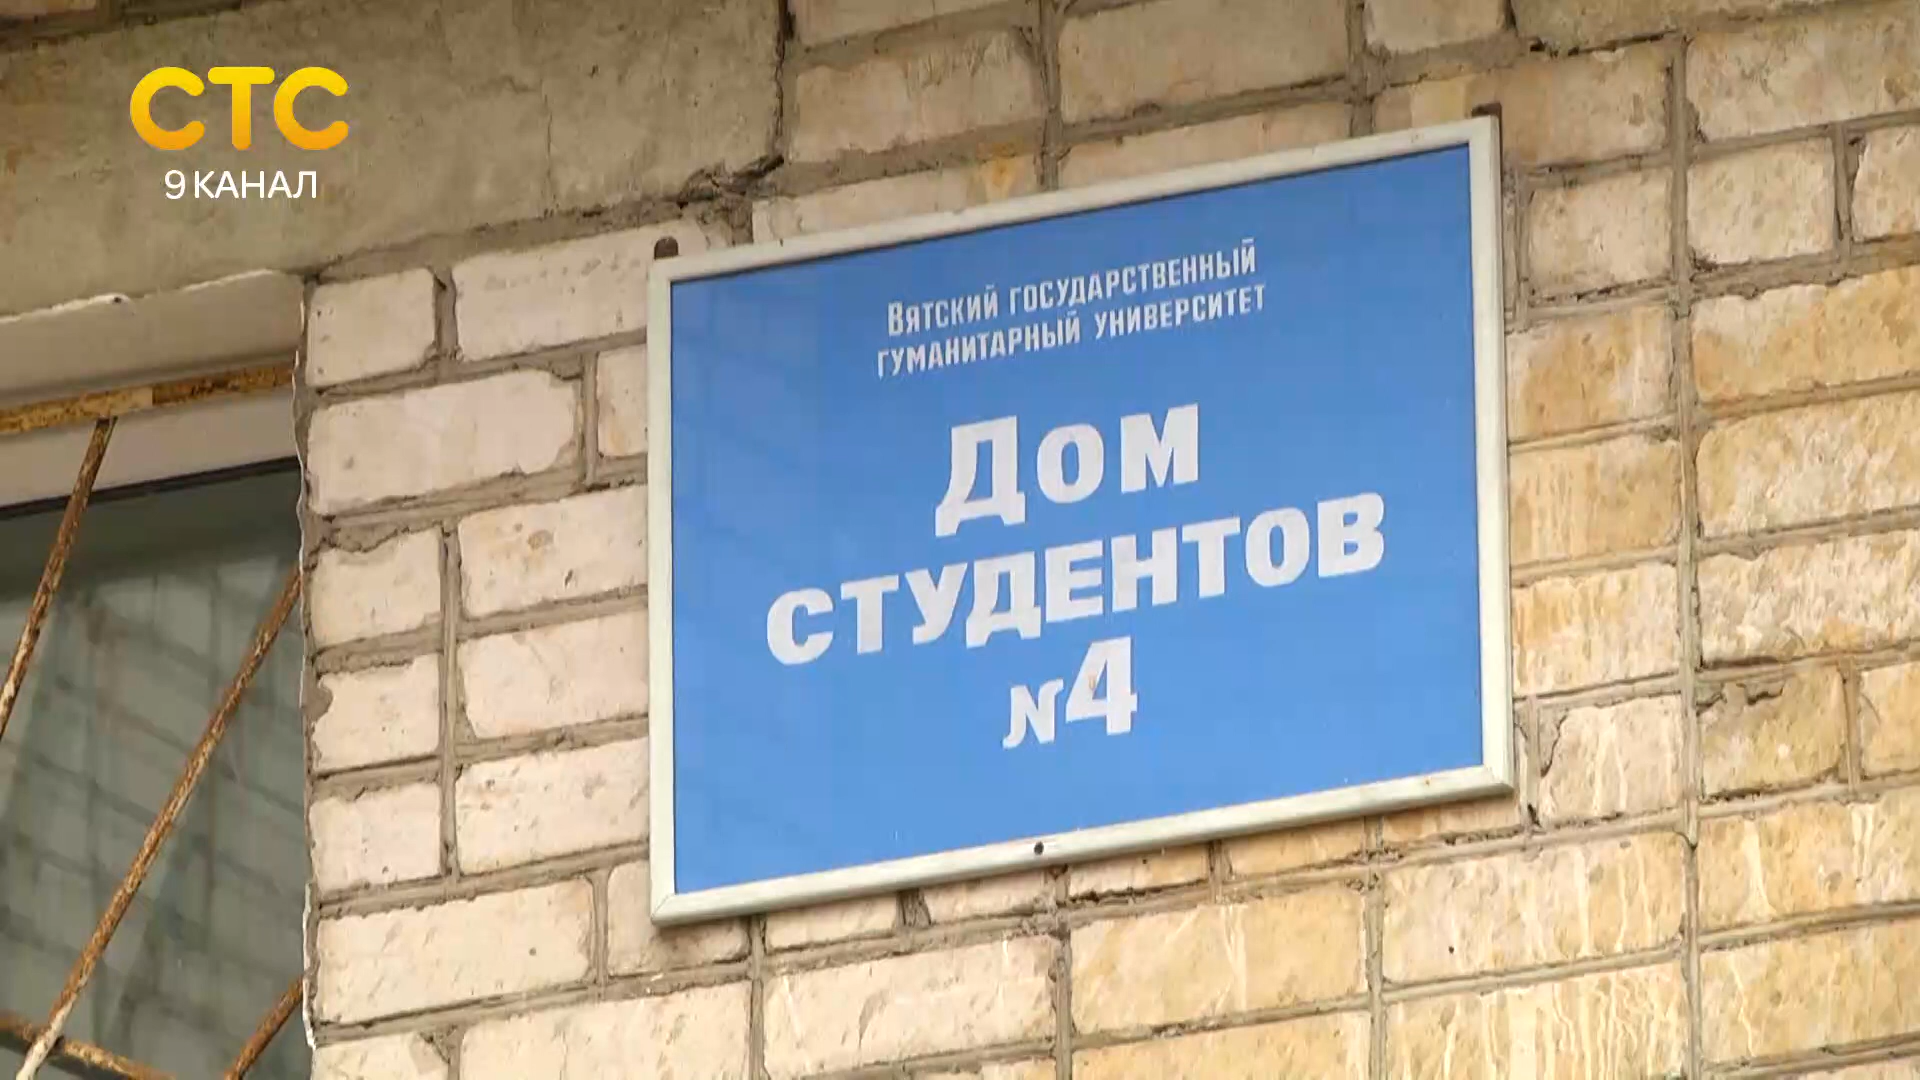 СТС
9 КАНАЛ
Вятский государственный
гуманитарный университет
Дом
студентов
№4